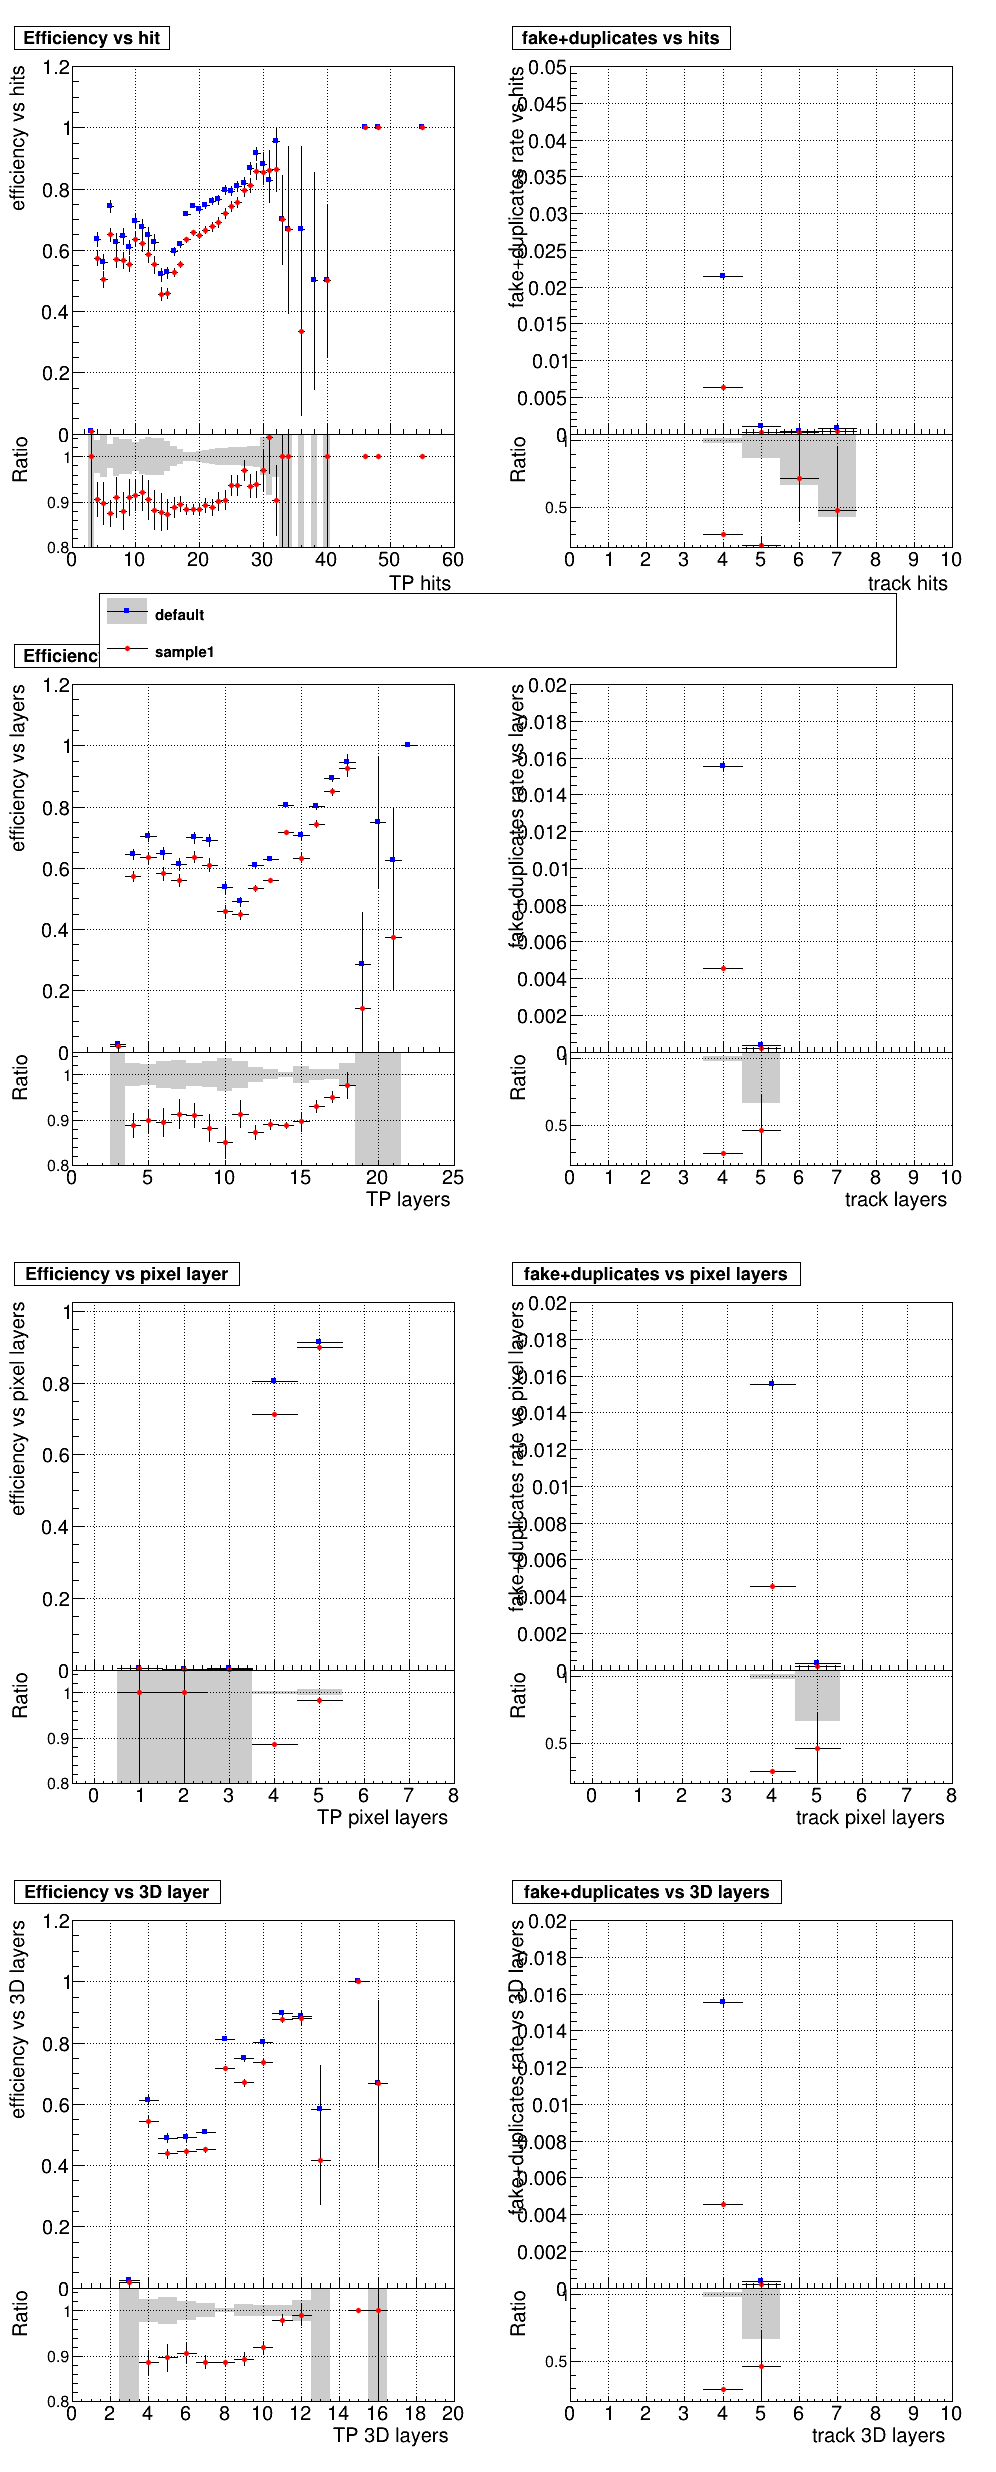 Efficiency vs hit
fake+duplicates vs hits
efficiency vs hits
1.2
1
0.8
0.6
0.4
0.2
0
Ratio
1
0.9
0.8
0 10 20 30 40 50 60
TP hits
fake+duplicates rate vs hits
0.05
0.045
0.04
0.035
0.03
0.025
0.02
0.015
0.01
0.005
0
Ratio
1
0.5
0 1 2 3 4 5 6 7 8 9 10
track hits
default
sample1
Efficienc
efficiency vs layers
1.2
1
0.8
0.6
0.4
0.2
0
Ratio
1
0.9
0.8
0 5 10 15 20 25
TP layers
fake+duplicates rate vs layers
0.02
0.018
0.016
0.014
0.012
0.01
0.008
0.006
0.004
0.002
0
Ratio
1
0.5
0 1 2 3 4 5 6 7 8 9 10
track layers
Efficiency vs pixel layer
fake+duplicates vs pixel layers
efficiency vs pixel layers
1
0.8
0.6
0.4
0.2
0
Ratio
1
0.9
0.8
0 1 2 3 4 5 6 7 8
TP pixel layers
fake+duplicates rate vs pixel layers
0.02
0.018
0.016
0.014
0.012
0.01
0.008
0.006
0.004
0.002
0
Ratio
1
0.5
0 1 2 3 4 5 6 7 8
track pixel layers
Efficiency vs 3D layer
fake+duplicates vs 3D layers
efficiency vs 3D layers
1.2
1
0.8
0.6
0.4
0.2
0
Ratio
1
0.9
0.8
0 2 4 6 8 10 12 14 16 18 20
TP 3D layers
fake+duplicates rate vs 3D layers
0.02
0.018
0.016
0.014
0.012
0.01
0.008
0.006
0.004
0.002
0
Ratio
1
0.5
0 1 2 3 4 5 6 7 8 9 10
track 3D layers